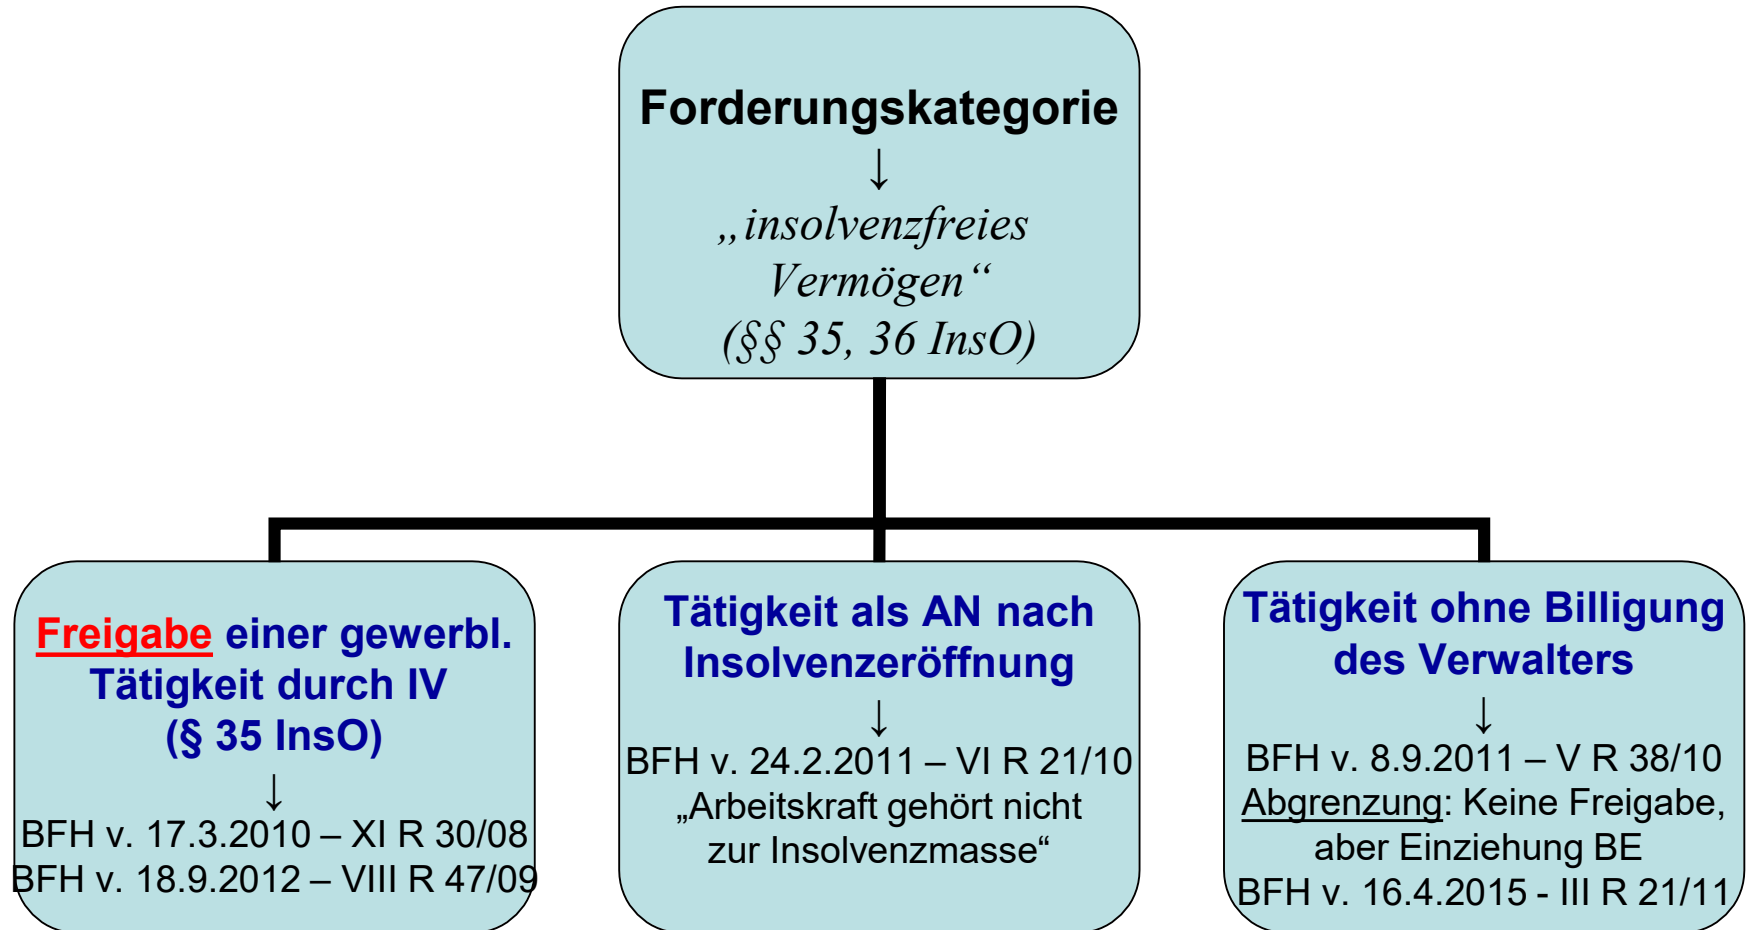 Forderungskategorie
↓
„insolvenzfreies
Vermögen“
(§§ 35, 36 InsO)
Freigabe einer gewerbl.
Tätigkeit durch IV
(§ 35 InsO)
↓
BFH v. 17.3.2010 – XI R 30/08
BFH v. 18.9.2012 – VIII R 47/09
Tätigkeit als AN nach
Insolvenzeröffnung
↓
BFH v. 24.2.2011 – VI R 21/10
„Arbeitskraft gehört nicht
zur Insolvenzmasse“
Tätigkeit ohne Billigung
des Verwalters
↓
BFH v. 8.9.2011 – V R 38/10
Abgrenzung: Keine Freigabe,
aber Einziehung BE
BFH v. 16.4.2015 - III R 21/11